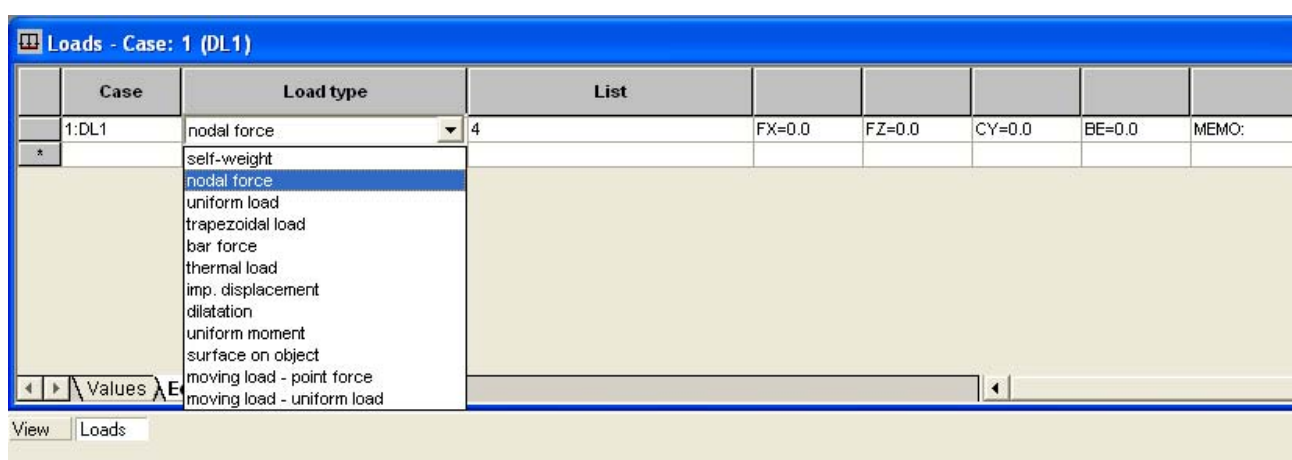 Loads - Case: 1 (DL1)
Case Load type List
1:DL1 nodal force 4 FX=0.0 FZ=0.0 CY=0.0 BE=0.0 MEMO:
*
self-weight
nodal force
uniform load
trapezoidal load
bar force
thermal load
imp. displacement
dilatation
uniform moment
surface on object
moving load - point force
moving load - uniform load
Values
View Loads